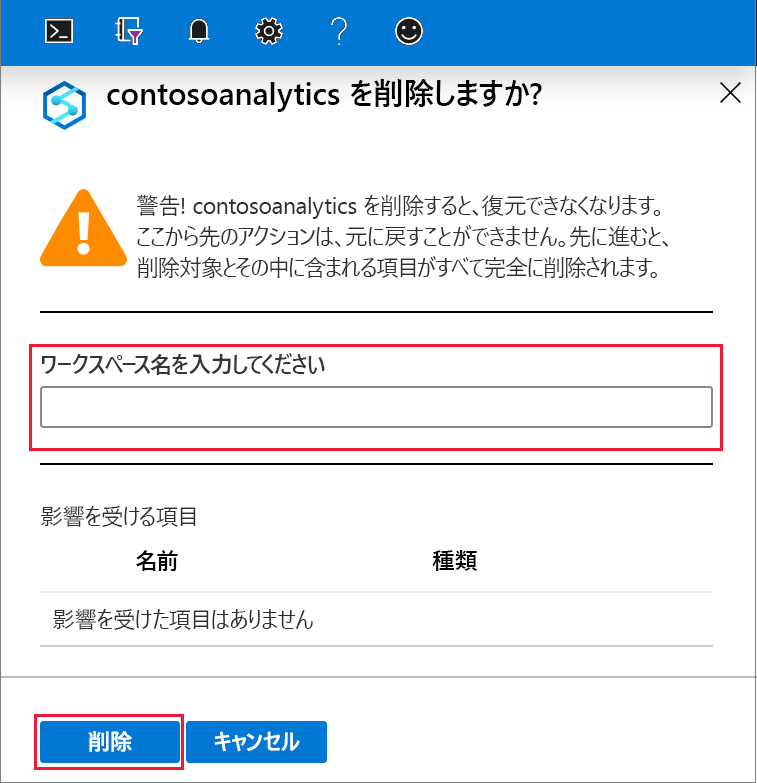 contosoanalytics を削除しますか?
警告! contosoanalytics を削除すると、復元できなくなります。
ここから先のアクションは、元に戻すことができません。先に進むと、
削除対象とその中に含まれる項目がすべて完全に削除されます。
ワークスペース名を入力してください
影響を受ける項目
名前 種類
影響を受けた項目はありません
削除 キャンセル